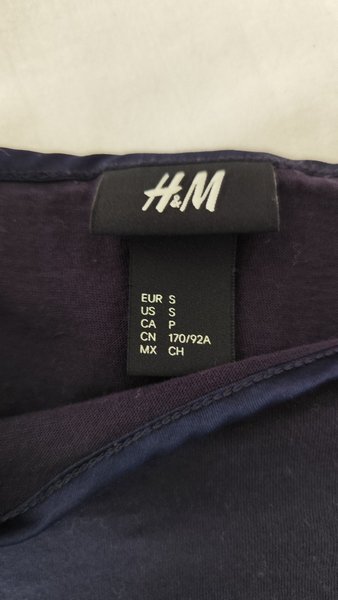 H&M
EUR S
US S
CA P
CN 170/92A
MX CH